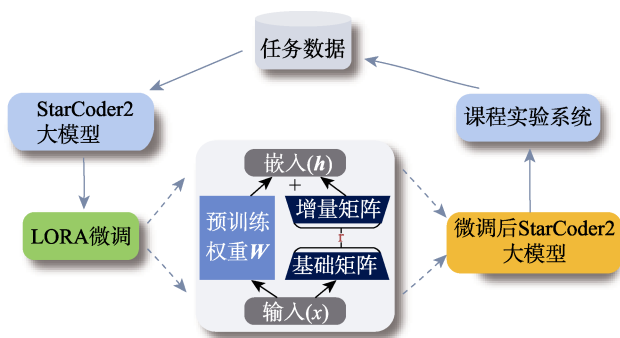 任务数据
StarCoder2
大模型
课程实验系统
嵌入(h)
+
预训练
权重W
增量矩阵
r
基础矩阵
输入(x)
LORA微调
微调后StarCoder2
大模型